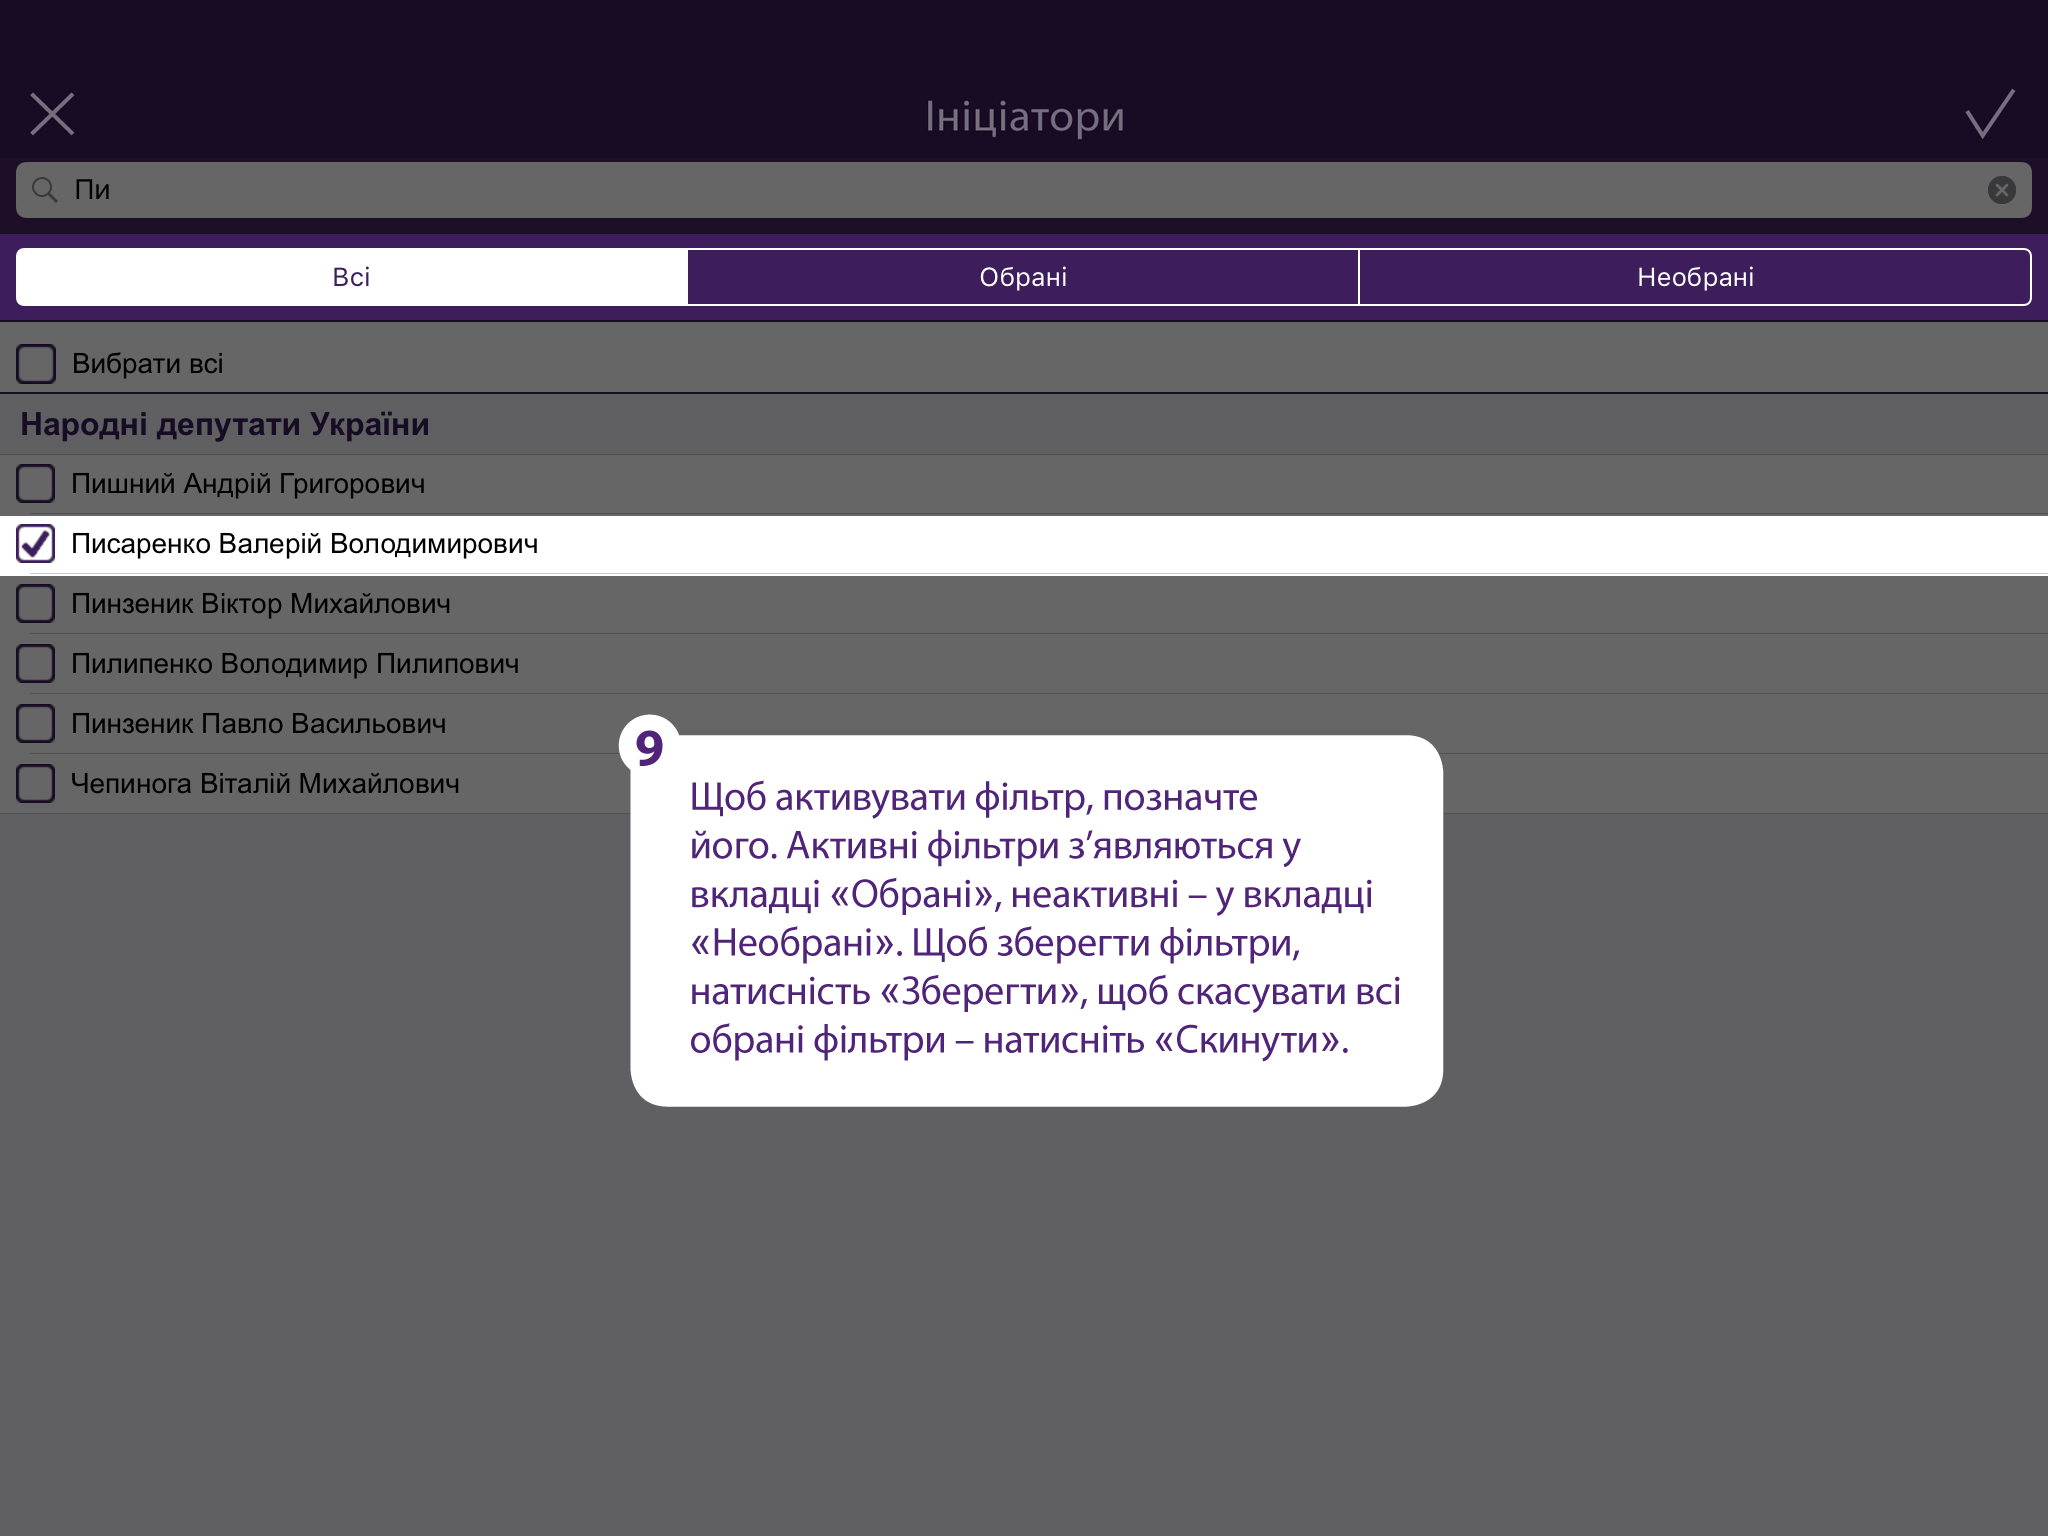 Ініціатори
Пи
Всі
Обрані
Необрані
Вибрати всі
Народні депутати України
Пишний Андрій Григорович
Писаренко Валерій Володимирович
Пинзеник Віктор Михайлович
Пилипенко Володимир Пилипович
Пинзеник Павло Васильович
Чепинога Віталій Михайлович
9
Щоб активувати фільтр, позначте
його. Активні фільтри з’являються у
вкладці «Обрані», неактивні – у вкладці
«Необрані». Щоб зберегти фільтри,
натисність «Зберегти», щоб скасувати всі
обрані фільтри – натисніть «Скинути».